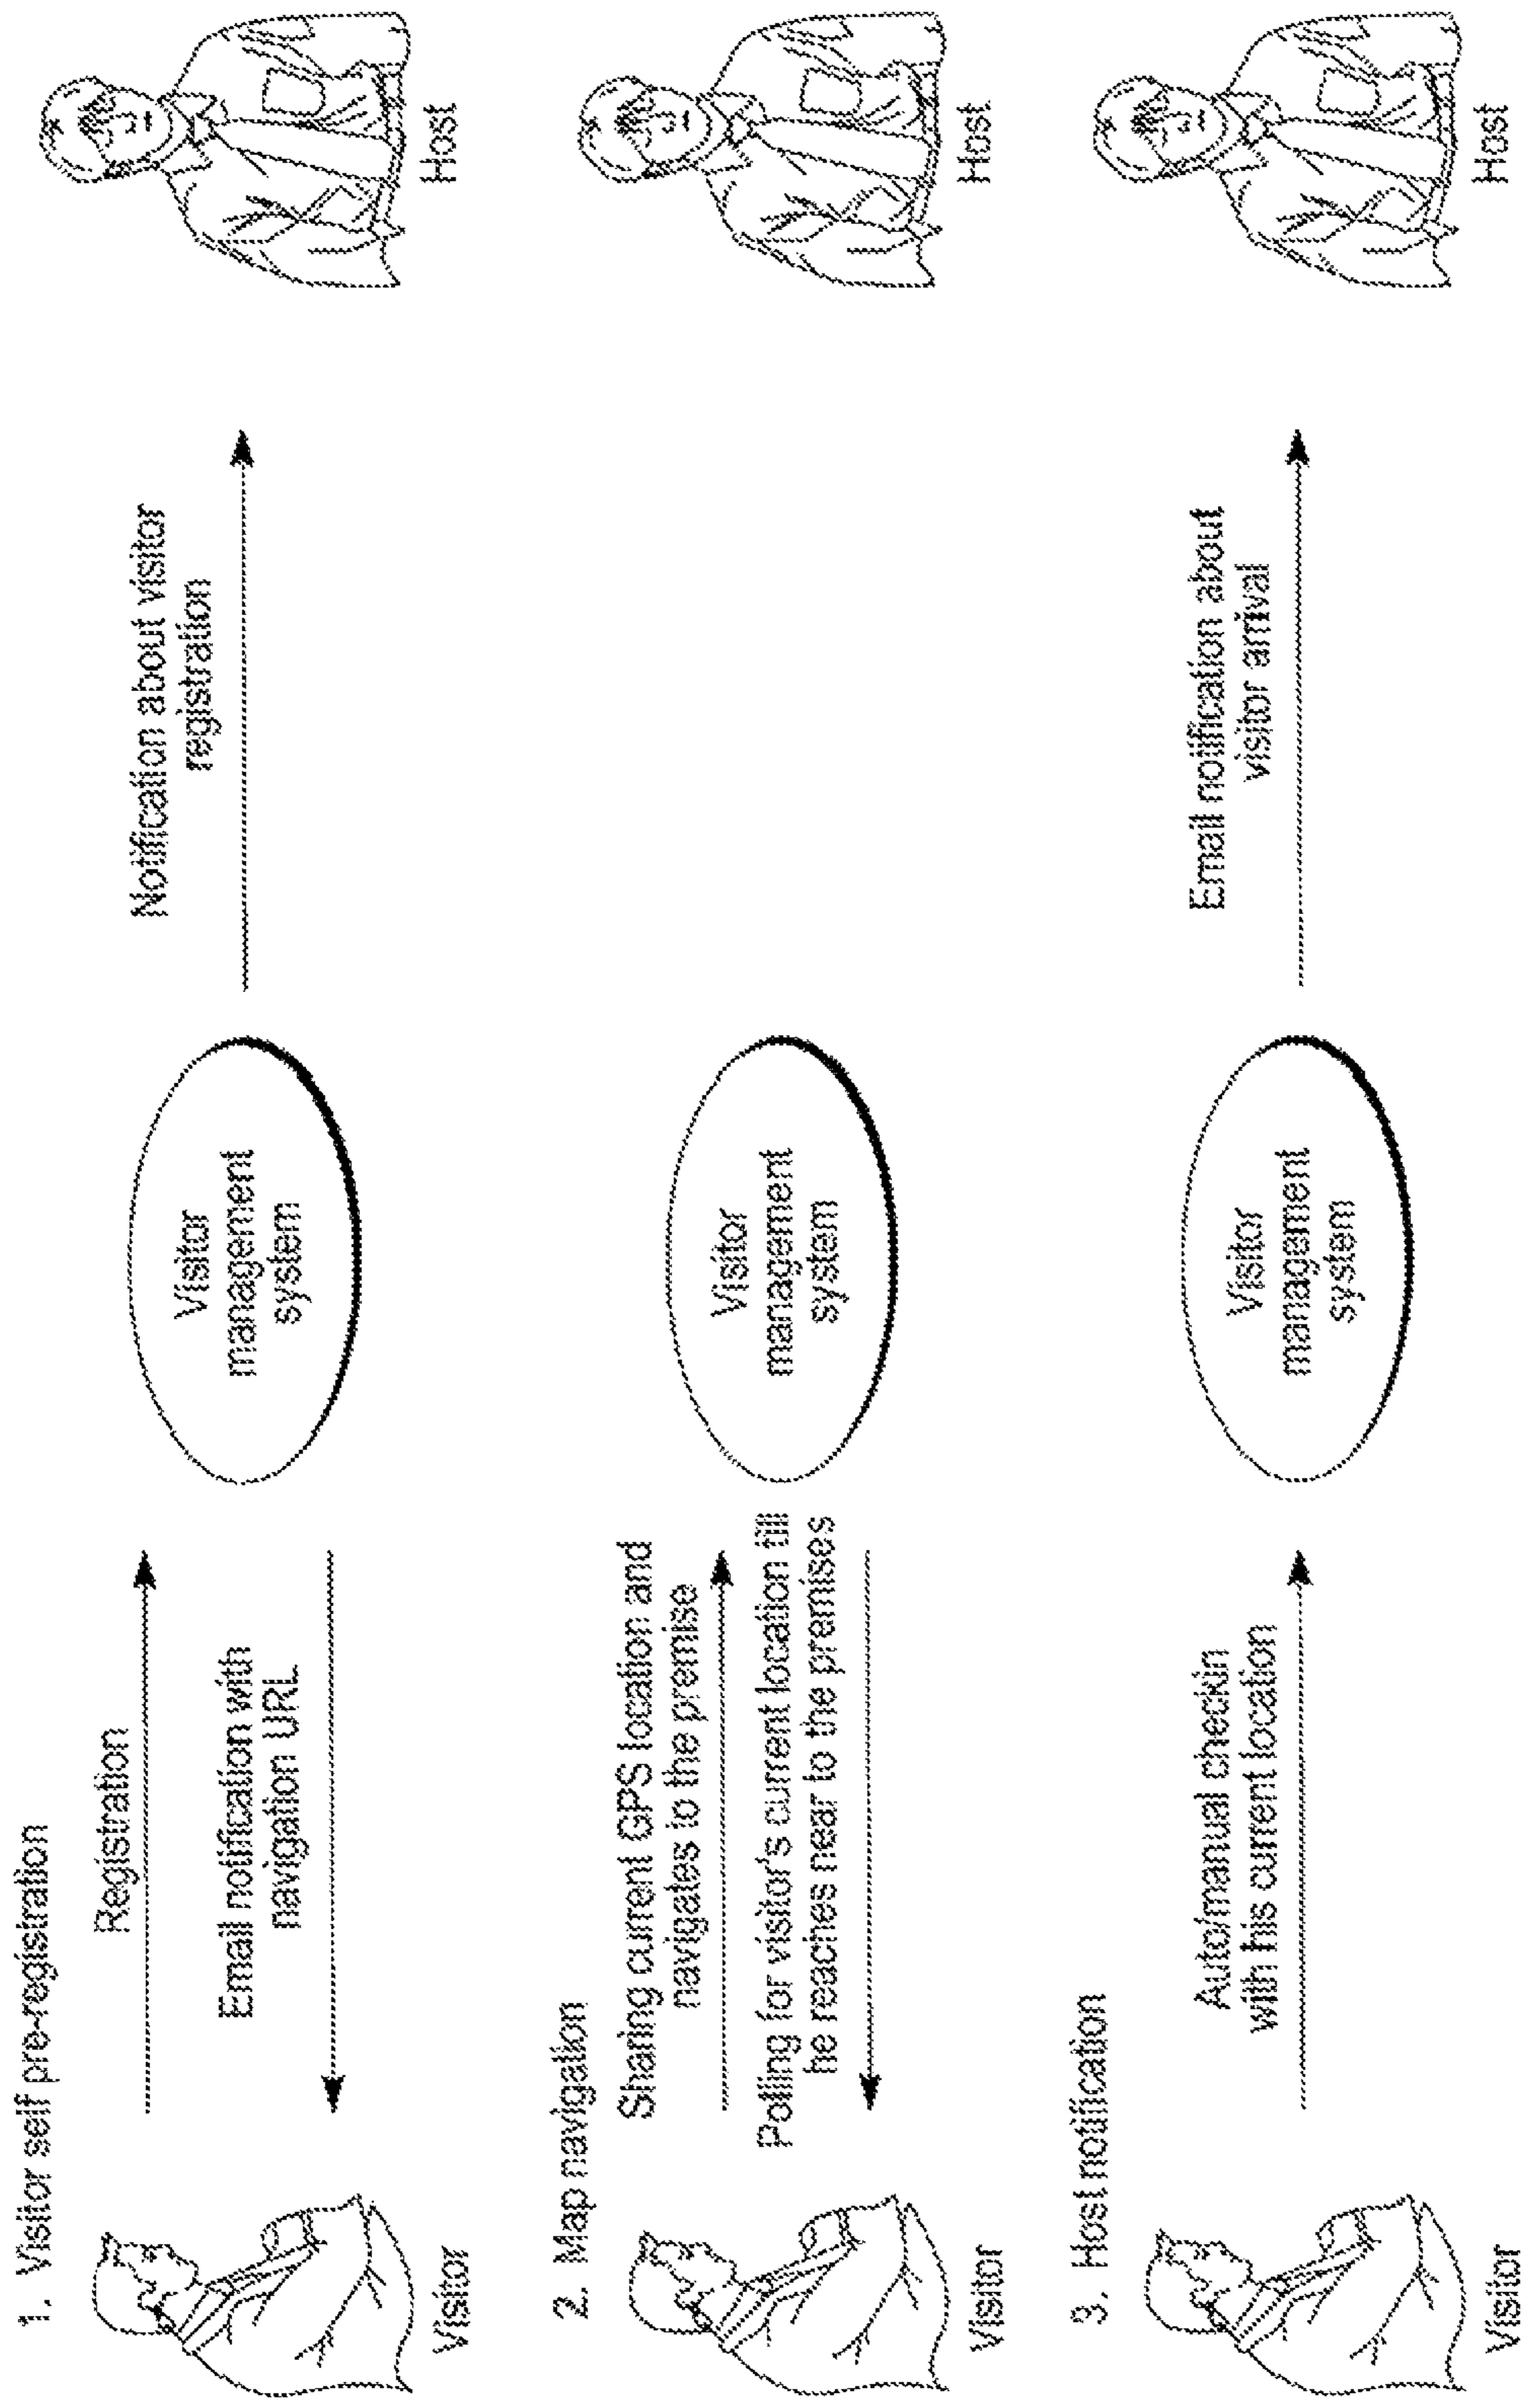 1. Visitor self pre-registration
Registration
Email notification with
navigation URL
Visitor
Visitor
management
system
Notification about visitor
registration
Host
2. Map navigation
Sharing current GPS location and
navigates to the premise
Polling for visitor's current location till
he reaches near to the premises
Visitor
Visitor
management
system
Host
3. Host notification
Auto/manual checkin
with his current location
Visitor
Visitor
management
system
Email notification about
visitor arrival
Host